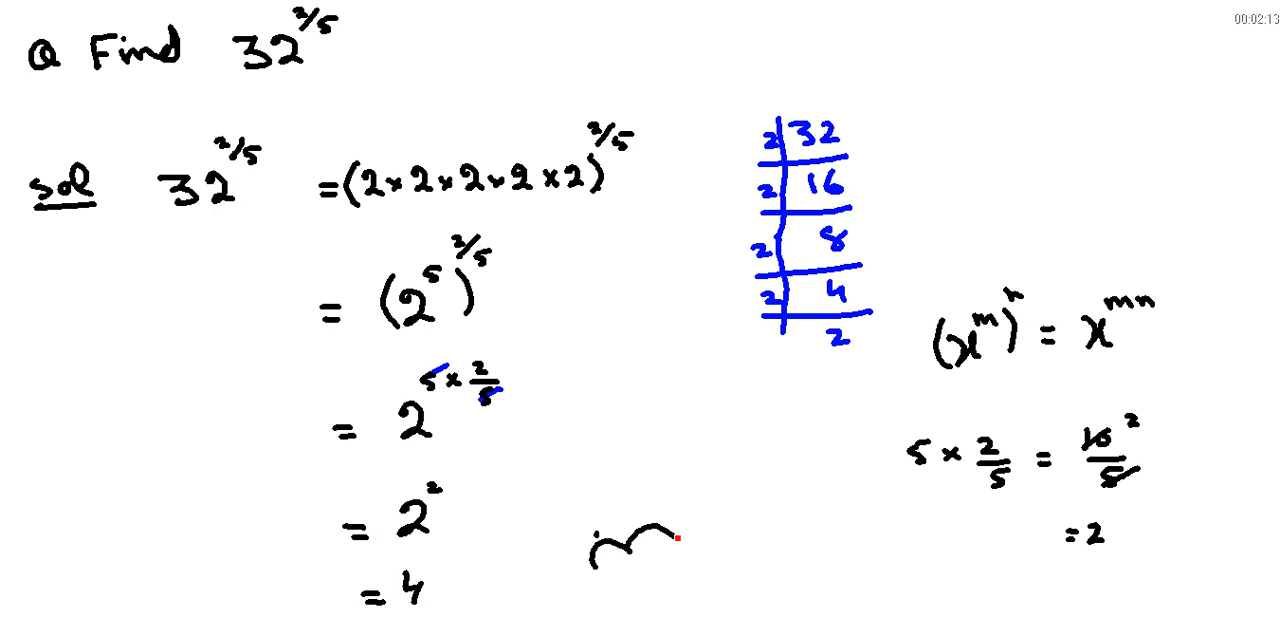 00:02:13
Q Find 32^2/5
Sol 32^2/5 = (2×2×2×2×2)^2/5
= (2^5)^2/5
= 2^5×2/5
= 2^2
= 4
2 32
2 16
2 8
2 4
2
(x^m)^n = x^mn
5 × 2/5 = 10/5 2
= 2